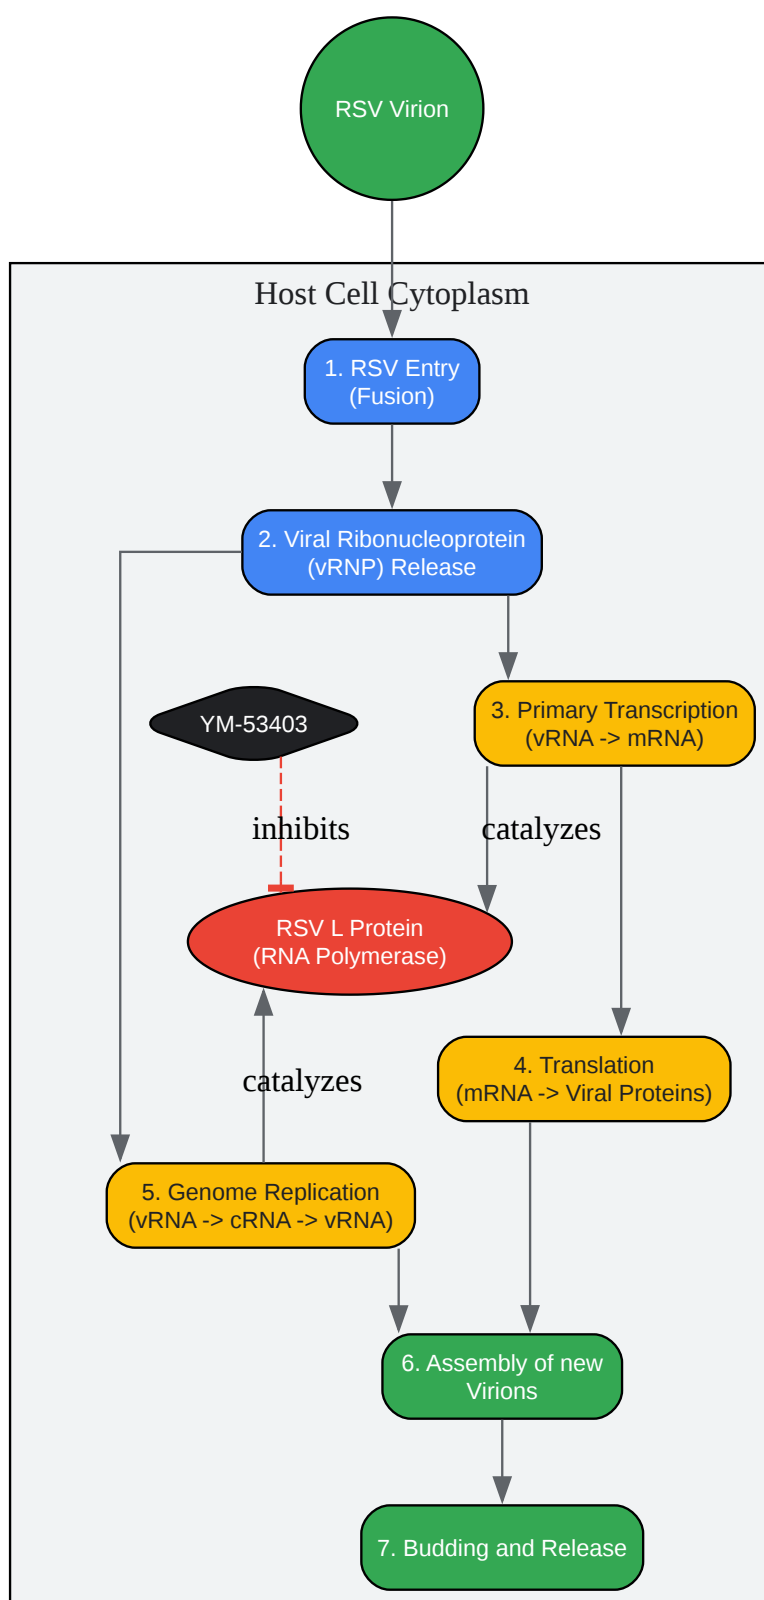 RSV Virion
Host Cell Cytoplasm
1. RSV Entry
(Fusion)
2. Viral Ribonucleoprotein
(vRNP) Release
3. Primary Transcription
(vRNA -> mRNA)
YM-53403
inhibits
catalyzes
RSV L Protein
(RNA Polymerase)
4. Translation
(mRNA -> Viral Proteins)
catalyzes
5. Genome Replication
(vRNA -> cRNA -> vRNA)
6. Assembly of new
Virions
7. Budding and Release